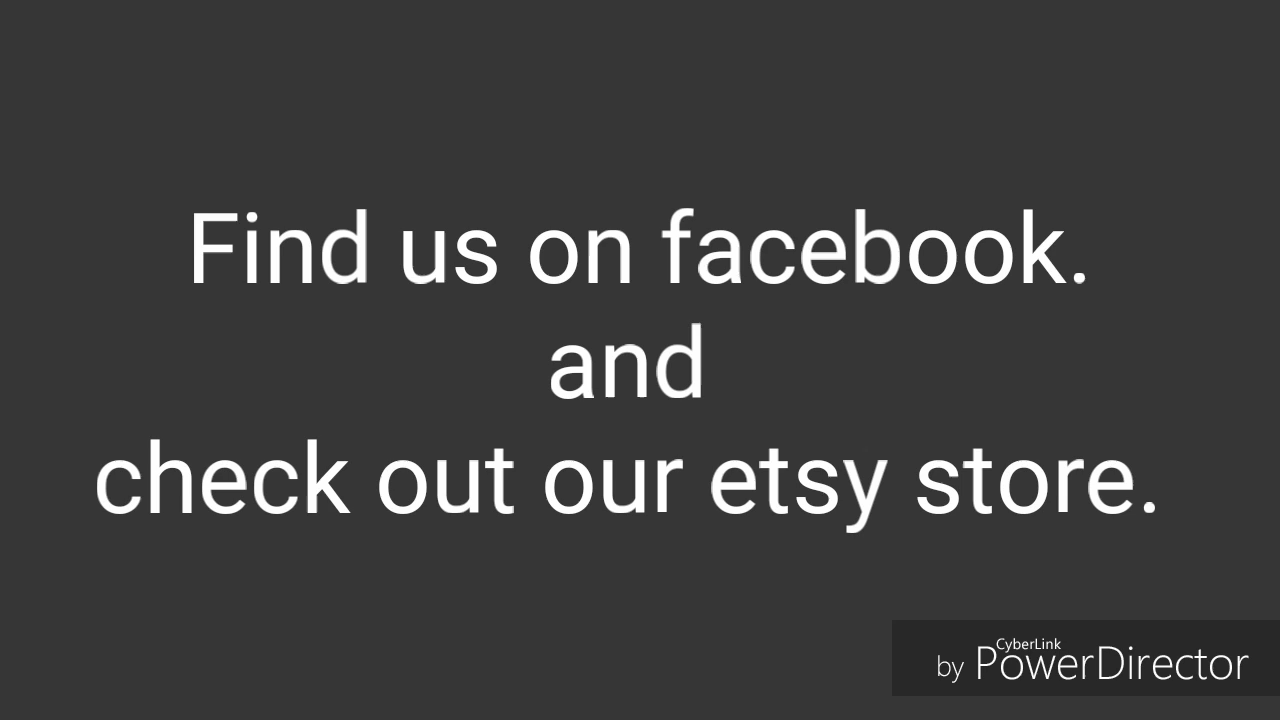 Find us on facebook.
and
check out our etsy store.
CyberLink
by PowerDirector